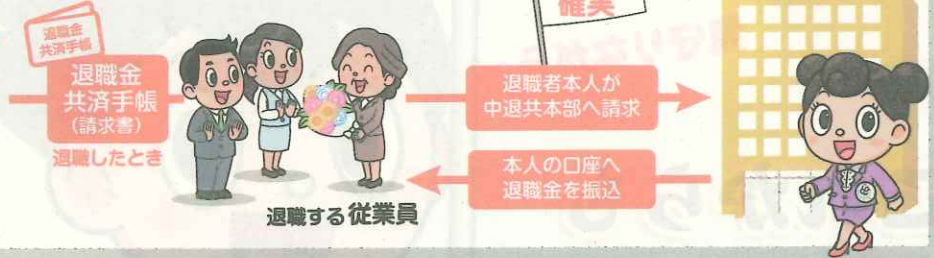 確実
退職金
共済手帳
退職金
共済手帳
(請求書)
退職したとき
退職する従業員
退職者本人が
中退共本部へ請求
本人の口座へ
退職金を振込